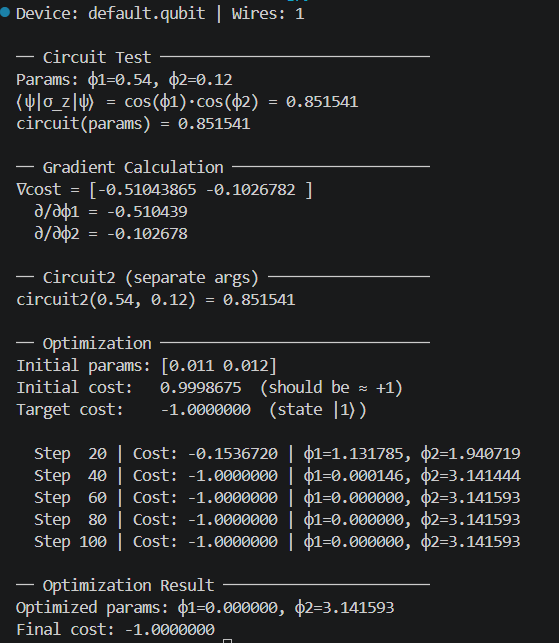 Device: default.qubit | Wires: 1
── Circuit Test ────────────────────────────
Params: ϕ1=0.54, ϕ2=0.12
⟨ψ|σ_z|ψ⟩ = cos(ϕ1)·cos(ϕ2) = 0.851541
circuit(params) = 0.851541
── Gradient Calculation ──────────────────────
∇cost = [-0.51043865 -0.1026782 ]
∂/∂ϕ1 = -0.510439
∂/∂ϕ2 = -0.102678
── Circuit2 (separate args) ──────────────────
circuit2(0.54, 0.12) = 0.851541
── Optimization ──────────────────────────────
Initial params: [0.011 0.012]
Initial cost:   0.9998675  (should be ≈ +1)
Target cost:    -1.0000000  (state |1⟩)
Step  20 | Cost: -0.1536720 | ϕ1=1.131785, ϕ2=1.940719
Step  40 | Cost: -1.0000000 | ϕ1=0.000146, ϕ2=3.141444
Step  60 | Cost: -1.0000000 | ϕ1=0.000000, ϕ2=3.141593
Step  80 | Cost: -1.0000000 | ϕ1=0.000000, ϕ2=3.141593
Step 100 | Cost: -1.0000000 | ϕ1=0.000000, ϕ2=3.141593
── Optimization Result ───────────────────────
Optimized params: ϕ1=0.000000, ϕ2=3.141593
Final cost: -1.0000000